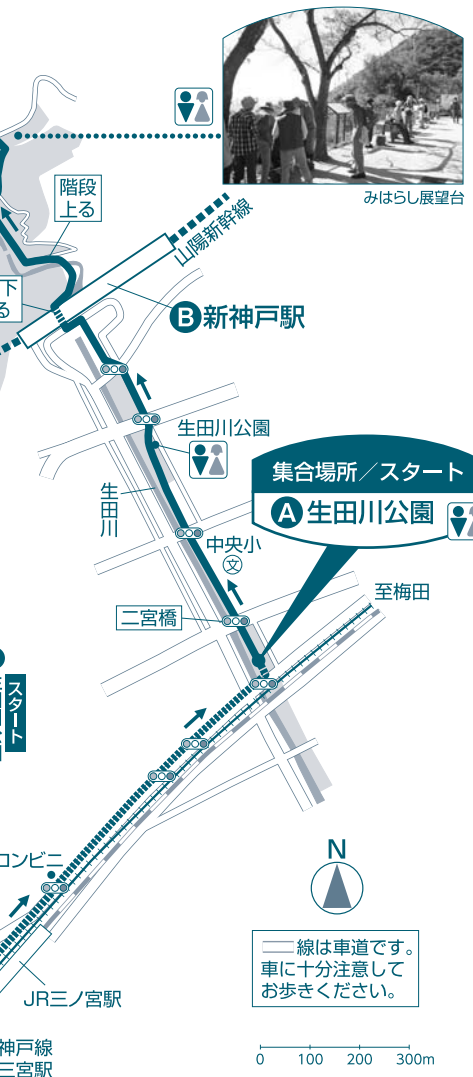 みはらし展望台
階段
上る
山陽新幹線
下
る
B 新神戸駅
生田川公園
集合場所／スタート
A 生田川公園
生田川
中央小
文
二宮橋
至梅田
スタート
コンビニ
N
線は車道です。
車に十分注意して
お歩きください。
JR三ノ宮駅
神戸線
三宮駅
0 100 200 300m